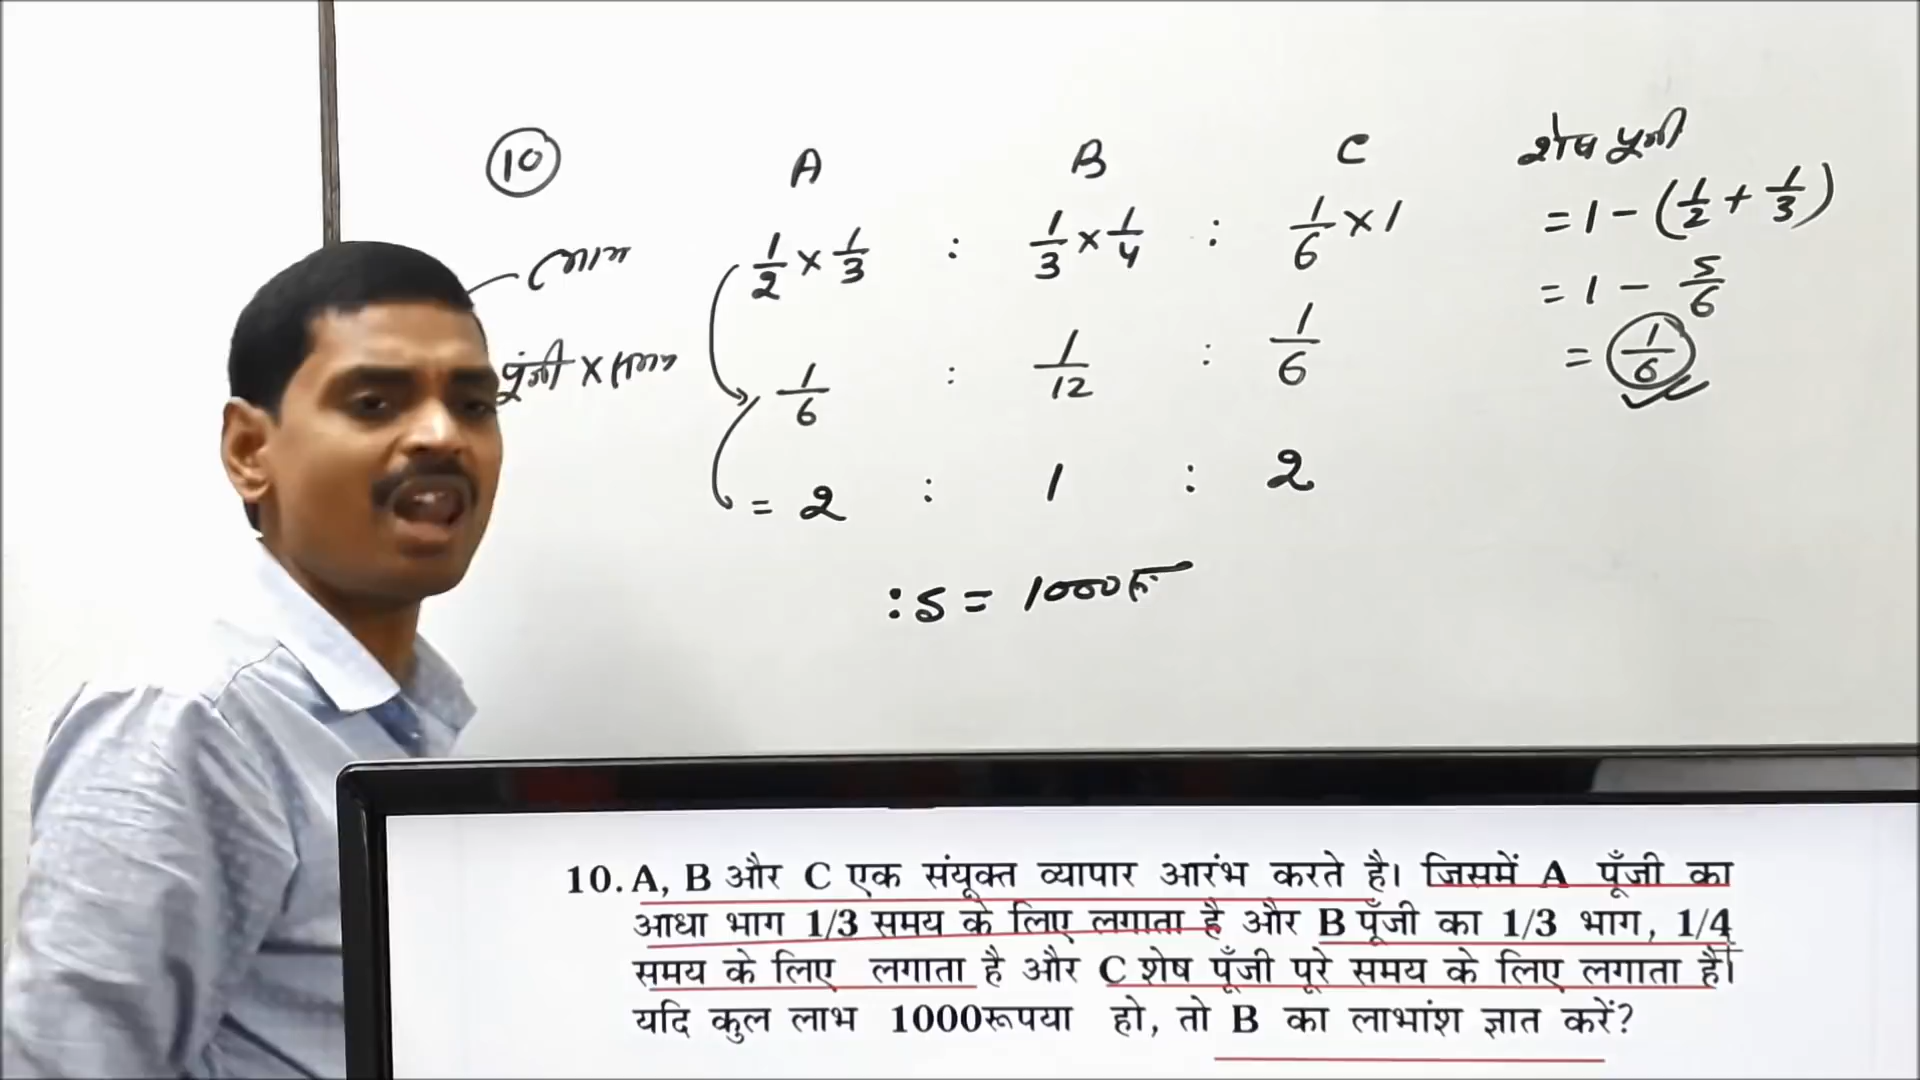 10 A B C
लाभ
1/2 × 1/3 : 1/3 × 1/4 : 1/6 × 1
पूंजी × समय
1/6 : 1/12 : 1/6
= 2 : 1 : 2
: 5 = 1000 रु.
शेष पूंजी
= 1 - (1/2 + 1/3)
= 1 - 5/6
= 1/6
10. A, B और C एक संयूक्त व्यापार आरंभ करते है। जिसमें A पूँजी का
आधा भाग 1/3 समय के लिए लगाता है और B पूँजी का 1/3 भाग, 1/4
समय के लिए लगाता है और C शेष पूँजी पूरे समय के लिए लगाता है।
यदि कुल लाभ 1000रूपया हो, तो B का लाभांश ज्ञात करें?